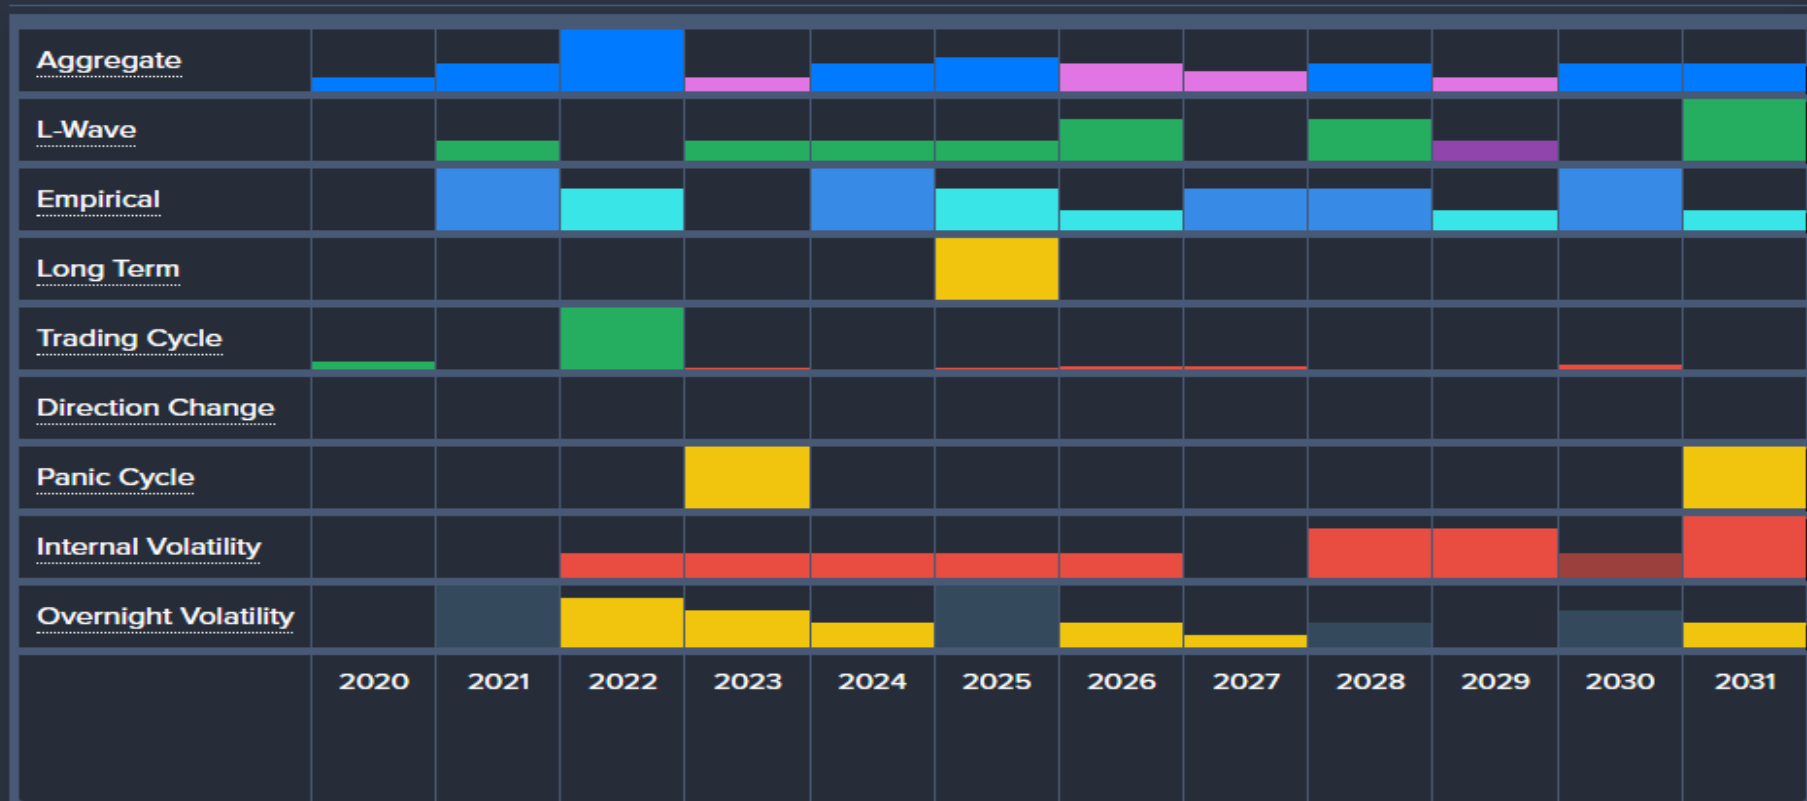 Aggregate
L-Wave
Empirical
Long Term
Trading Cycle
Direction Change
Panic Cycle
Internal Volatility
Overnight Volatility
2020 2021 2022 2023 2024 2025 2026 2027 2028 2029 2030 2031